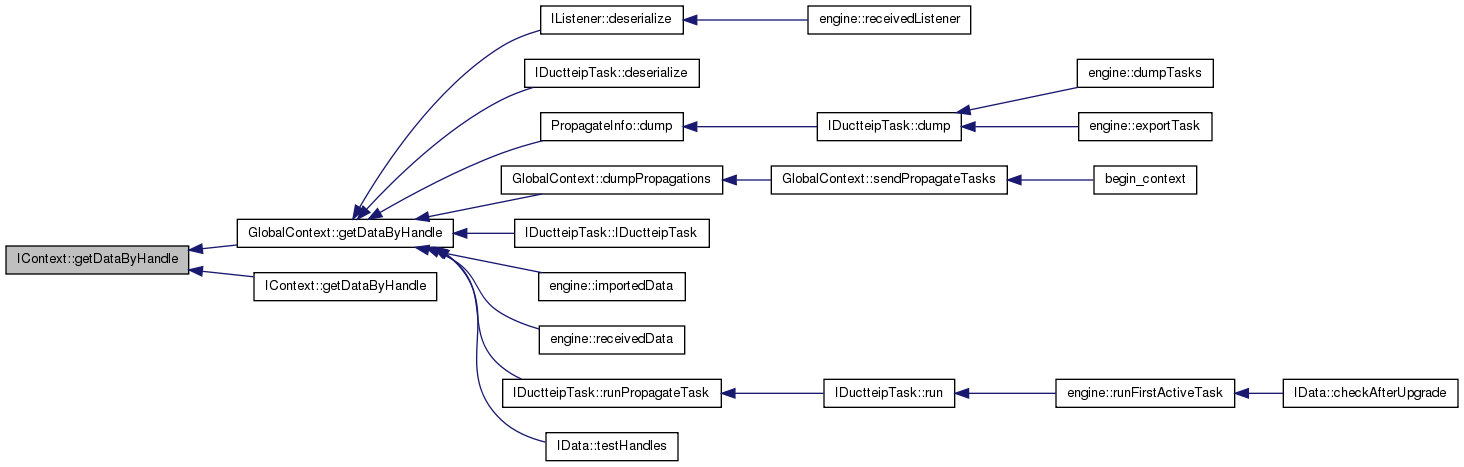 IListener::deserialize
engine::receivedListener
IDuctteipTask::deserialize
engine::dumpTasks
PropagateInfo::dump
IDuctteipTask::dump
engine::exportTask
GlobalContext::dumpPropagations
GlobalContext::sendPropagateTasks
begin_context
GlobalContext::getDataByHandle
IDuctteipTask::IDuctteipTask
IContext::getDataByHandle
IContext::getDataByHandle
engine::importedData
engine::receivedData
IDuctteipTask::runPropagateTask
IDuctteipTask::run
engine::runFirstActiveTask
IData::checkAfterUpgrade
IData::testHandles